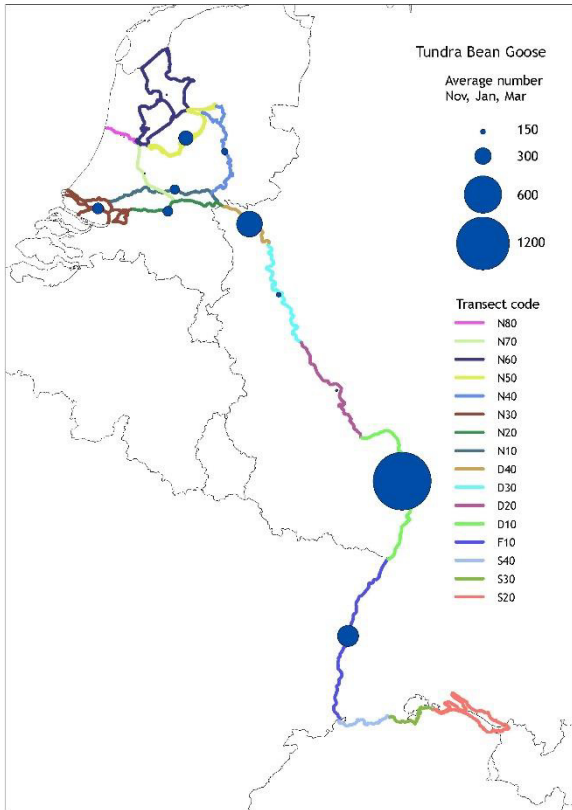 Tundra Bean Goose
Average number
Nov, Jan, Mar
150
300
600
1200
Transect code
N80
N70
N60
N50
N40
N30
N20
N10
D40
D30
D20
D10
F10
S40
S30
S20